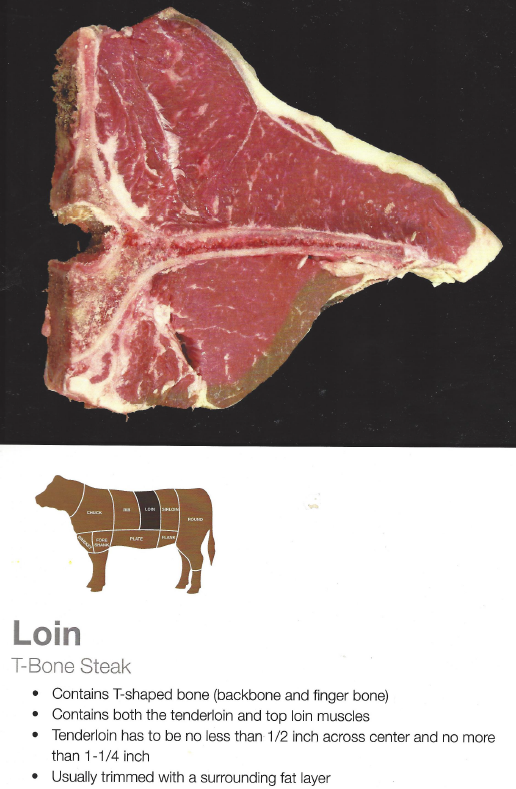 CHUCK
RIB
LOIN
SIRLOIN
ROUND
FORE
SHANK
PLATE
FLANK
Loin
T-Bone Steak
• Contains T-shaped bone (backbone and finger bone)
• Contains both the tenderloin and top loin muscles
• Tenderloin has to be no less than 1/2 inch across center and no more
than 1-1/4 inch
• Usually trimmed with a surrounding fat layer